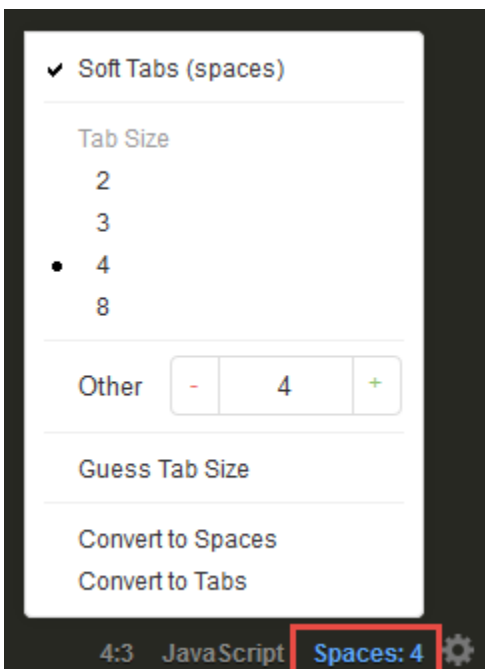 Soft Tabs (spaces)
Tab Size
2
3
4
8
Other - 4 +
Guess Tab Size
Convert to Spaces
Convert to Tabs
4:3 JavaScript Spaces: 4